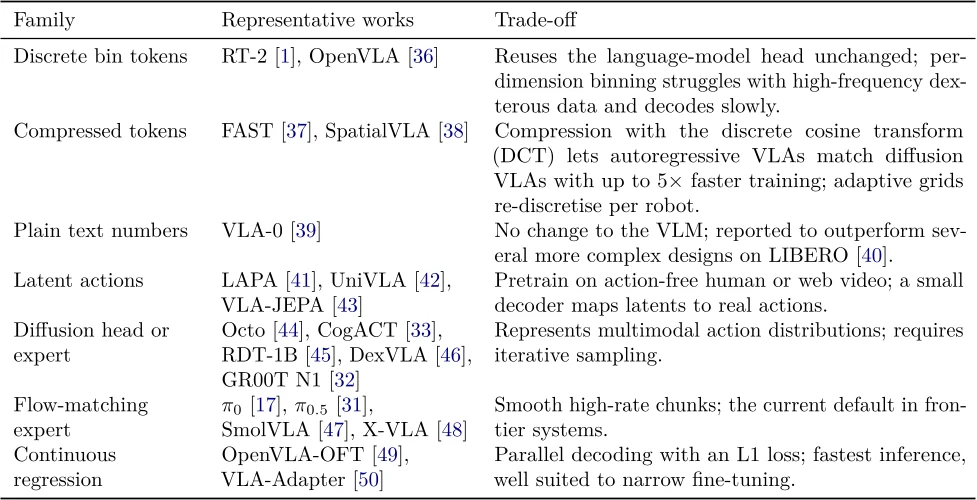 Family Representative works Trade-off
Discrete bin tokens RT-2 [1], OpenVLA [36] Reuses the language-model head unchanged; per-
dimension binning struggles with high-frequency dex-
terous data and decodes slowly.
Compressed tokens FAST [37], SpatialVLA [38] Compression with the discrete cosine transform
(DCT) lets autoregressive VLAs match diffusion
VLAs with up to 5× faster training; adaptive grids
re-discretise per robot.
Plain text numbers VLA-0 [39] No change to the VLM; reported to outperform sev-
eral more complex designs on LIBERO [40].
Latent actions LAPA [41], UniVLA [42], Pretrain on action-free human or web video; a small
VLA-JEPA [43] decoder maps latents to real actions.
Diffusion head or Octo [44], CogACT [33], Represents multimodal action distributions; requires
expert RDT-1B [45], DexVLA [46], iterative sampling.
GR00T N1 [32]
Flow-matching π0 [17], π0.5 [31], Smooth high-rate chunks; the current default in fron-
expert SmolVLA [47], X-VLA [48] tier systems.
Continuous OpenVLA-OFT [49], Parallel decoding with an L1 loss; fastest inference,
regression VLA-Adapter [50] well suited to narrow fine-tuning.